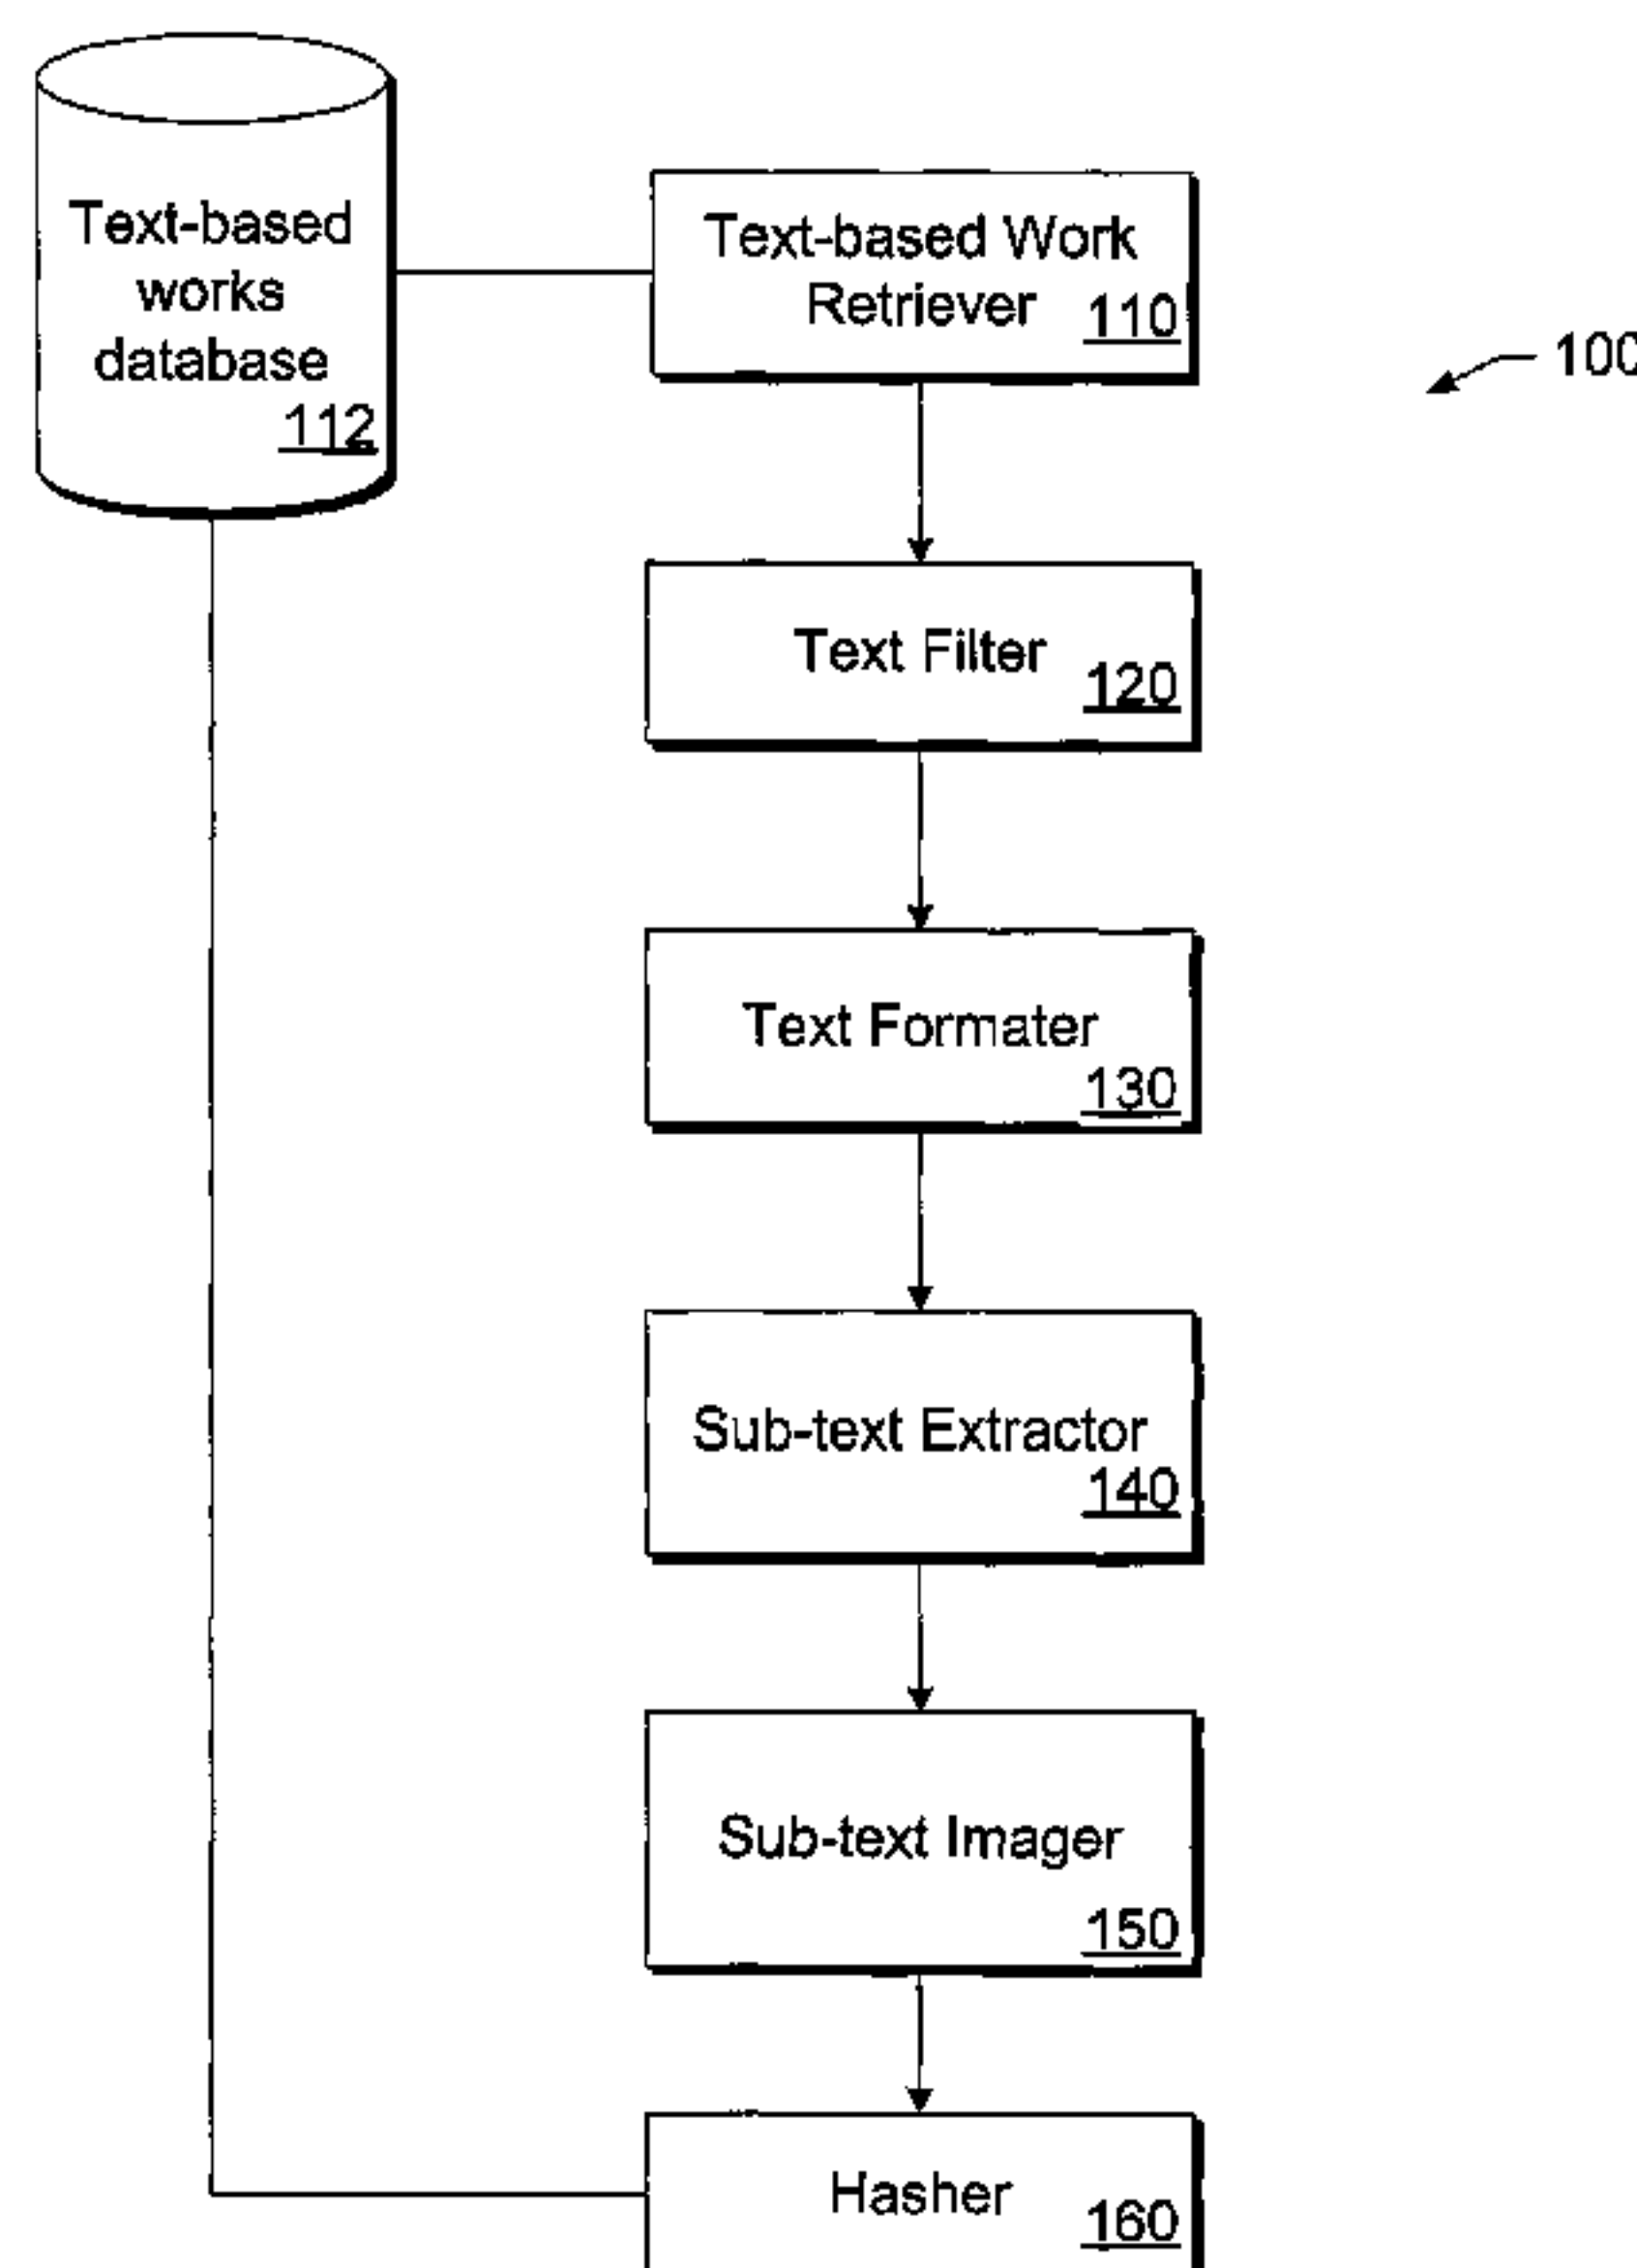 Text-based
works
database
112
Text-based Work
Retriever 110
100
Text Filter
120
Text Formater
130
Sub-text Extractor
140
Sub-text Imager
150
Hasher
160